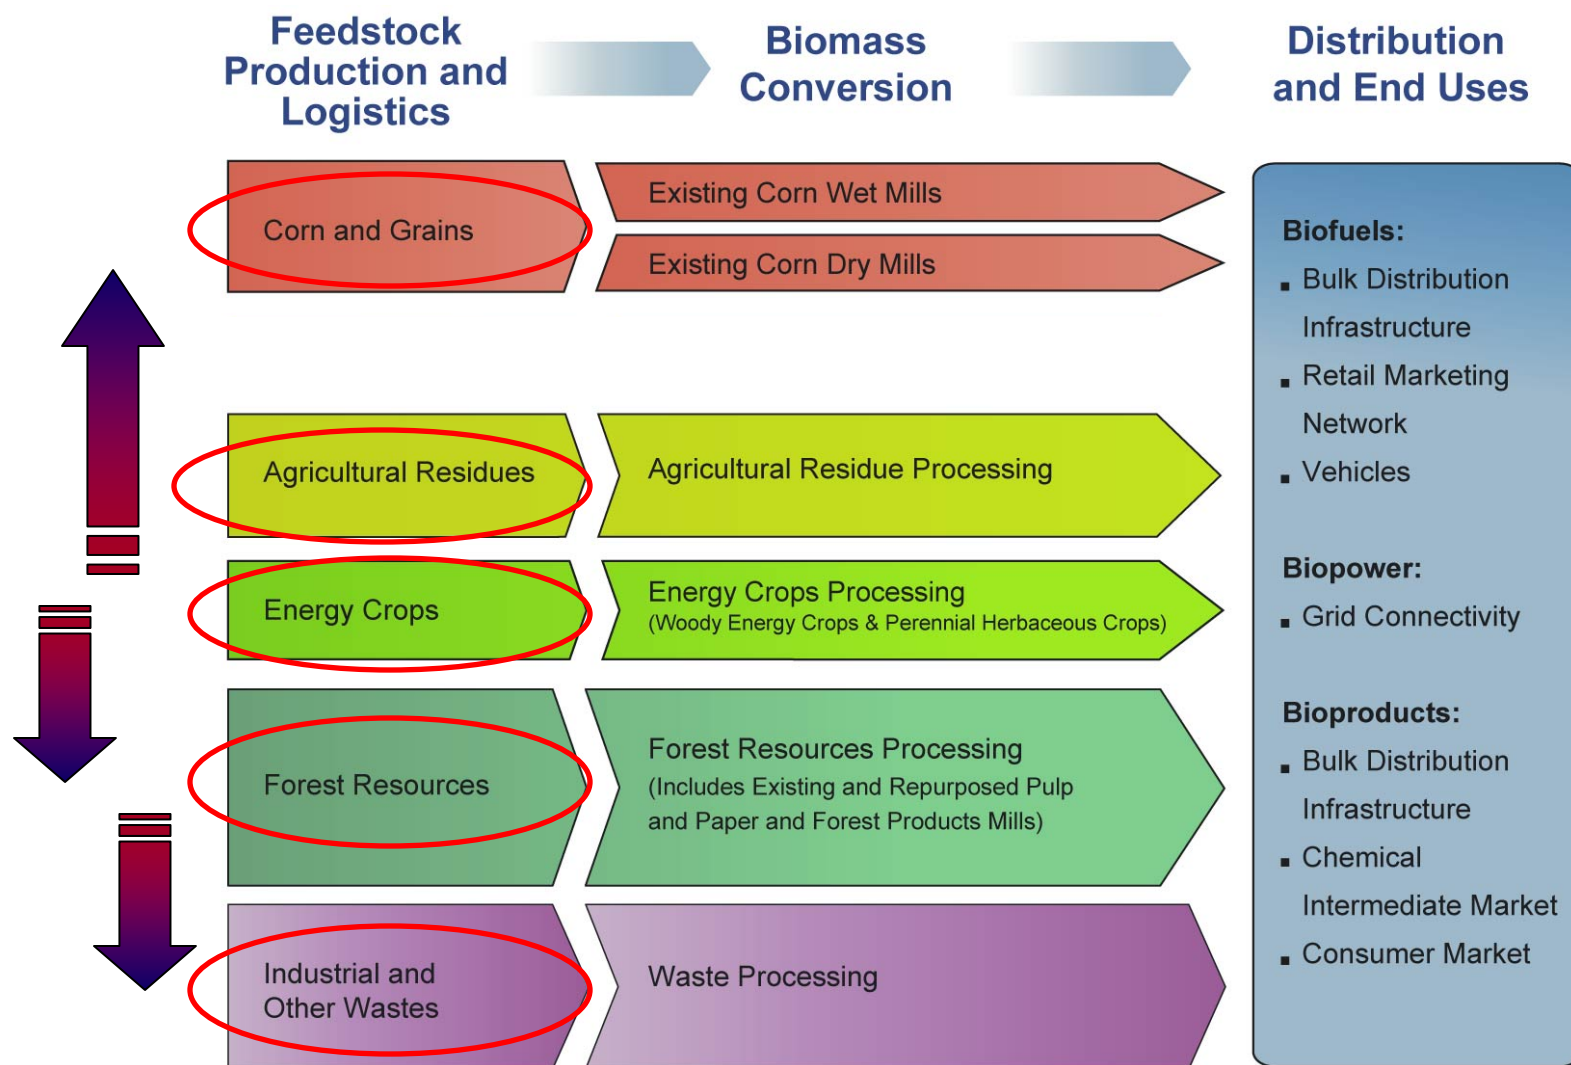 Feedstock
Production and
Logistics
Biomass
Conversion
Distribution
and End Uses
Corn and Grains
Existing Corn Wet Mills
Existing Corn Dry Mills
Agricultural Residues
Agricultural Residue Processing
Energy Crops
Energy Crops Processing
(Woody Energy Crops & Perennial Herbaceous Crops)
Forest Resources
Forest Resources Processing
(Includes Existing and Repurposed Pulp
and Paper and Forest Products Mills)
Industrial and
Other Wastes
Waste Processing
Biofuels:
▪ Bulk Distribution
Infrastructure
▪ Retail Marketing
Network
▪ Vehicles
Biopower:
▪ Grid Connectivity
Bioproducts:
▪ Bulk Distribution
Infrastructure
▪ Chemical
Intermediate Market
▪ Consumer Market